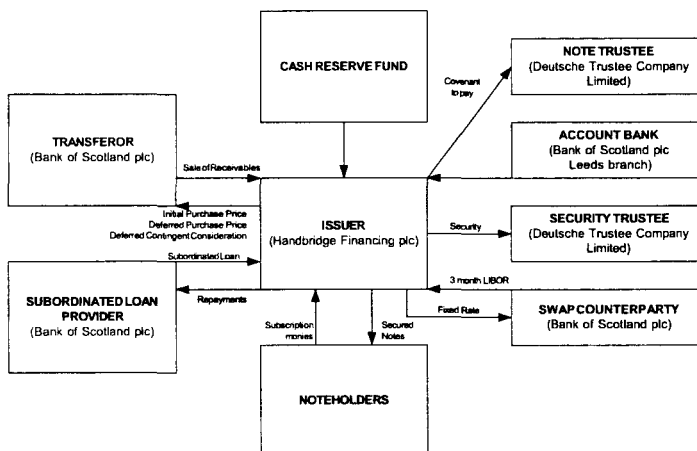 CASH RESERVE FUND
NOTE TRUSTEE
(Deutsche Trustee Company
Limited)
Covenant
to pay
TRANSFEROR
(Bank of Scotland plc)
ACCOUNT BANK
(Bank of Scotland plc
Leeds branch)
Sale of Receivables
ISSUER
(Handbridge Financing plc)
Initial Purchase Price
Deferred Purchase Price
Deferred Contingent Consideration
Security
SECURITY TRUSTEE
(Deutsche Trustee Company
Limited)
Subordinated Loan
SUBORDINATED LOAN
PROVIDER
(Bank of Scotland plc)
Repayments
3 month LIBOR
Fixed Rate
SWAP COUNTERPARTY
(Bank of Scotland plc)
Subscription
monies
Secured
Notes
NOTEHOLDERS